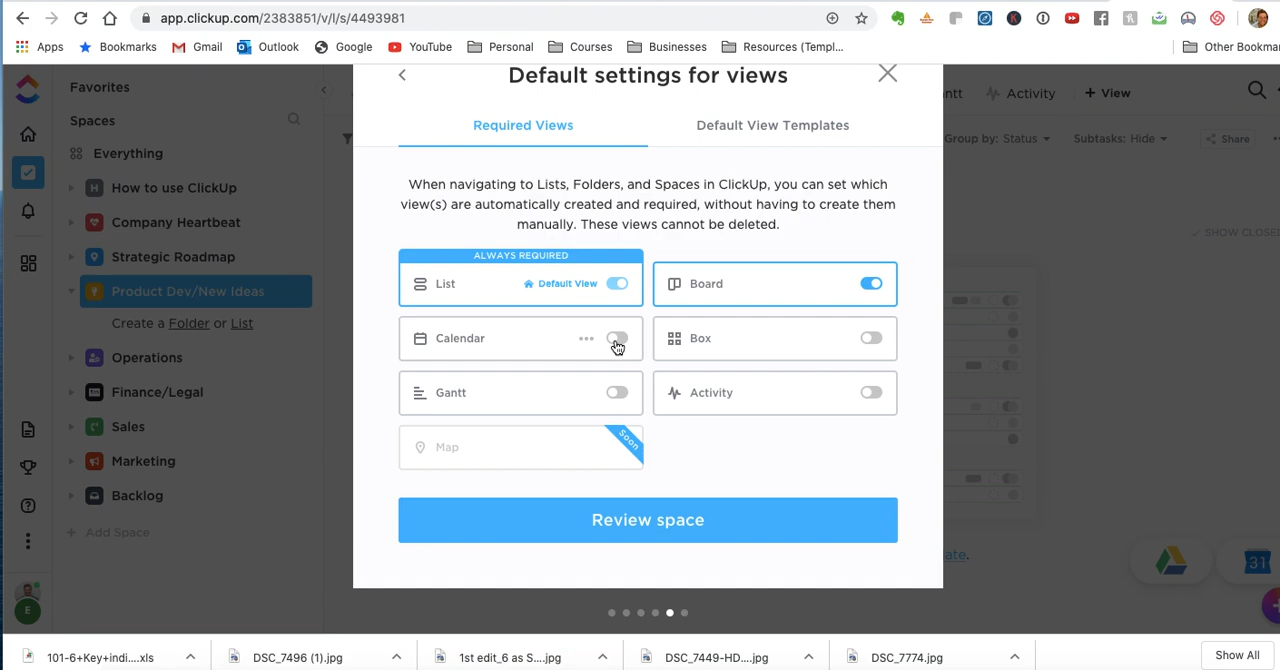 app.clickup.com/2383851/v/l/s/4493981
Apps Bookmarks Gmail Outlook Google YouTube Personal Courses Businesses Resources (Templ... Other Bookmar
Favorites
Spaces
Everything
How to use ClickUp
Company Heartbeat
Strategic Roadmap
Product Dev/New Ideas
Create a Folder or List
Operations
Finance/Legal
Sales
Marketing
Backlog
+ Add Space
E
Default settings for views
Required Views Default View Templates
When navigating to Lists, Folders, and Spaces in ClickUp, you can set which
view(s) are automatically created and required, without having to create them
manually. These views cannot be deleted.
ALWAYS REQUIRED
List Default View Board
Calendar Box
Gantt Activity
Map Soon
Review space
ntt Activity + View
Group by: Status Subtasks: Hide Share
SHOW CLOSED
ate.
31
101-6+Key+indi....xls DSC_7496 (1).jpg 1st edit_6 as S....jpg DSC_7449-HD....jpg DSC_7774.jpg Show All